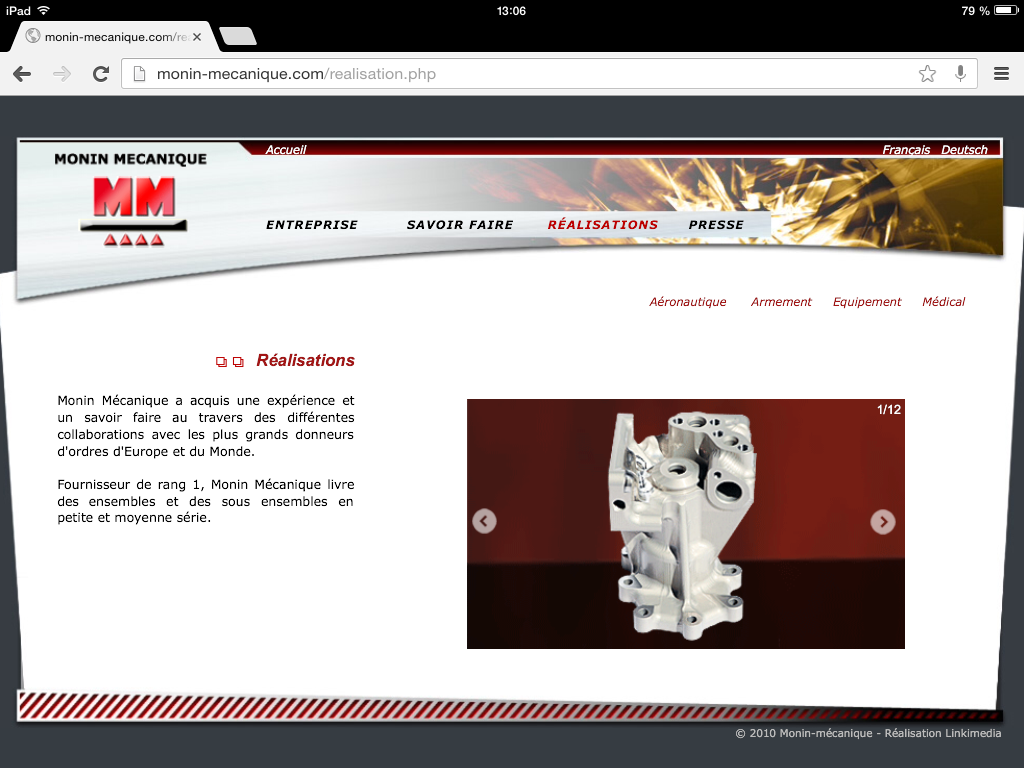 iPad 13:06 79 %
monin-mecanique.com/re
monin-mecanique.com/realisation.php
MONIN MECANIQUE
Accueil Français Deutsch
MM
ENTREPRISE SAVOIR FAIRE RÉALISATIONS PRESSE
Aéronautique Armement Equipement Médical
Réalisations
Monin Mécanique a acquis une expérience et
un savoir faire au travers des différentes
collaborations avec les plus grands donneurs
d'ordres d'Europe et du Monde.
Fournisseur de rang 1, Monin Mécanique livre
des ensembles et des sous ensembles en
petite et moyenne série.
1/12
© 2010 Monin-mécanique - Réalisation Linkimedia